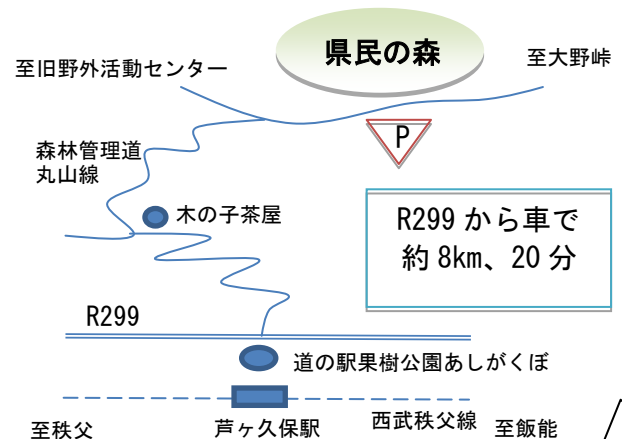 県民の森
至旧野外活動センター
至大野峠
P
森林管理道
丸山線
木の子茶屋
R299 から車で
約 8km、20 分
R299
道の駅果樹公園あしがくぼ
至秩父
芦ヶ久保駅
西武秩父線
至飯能